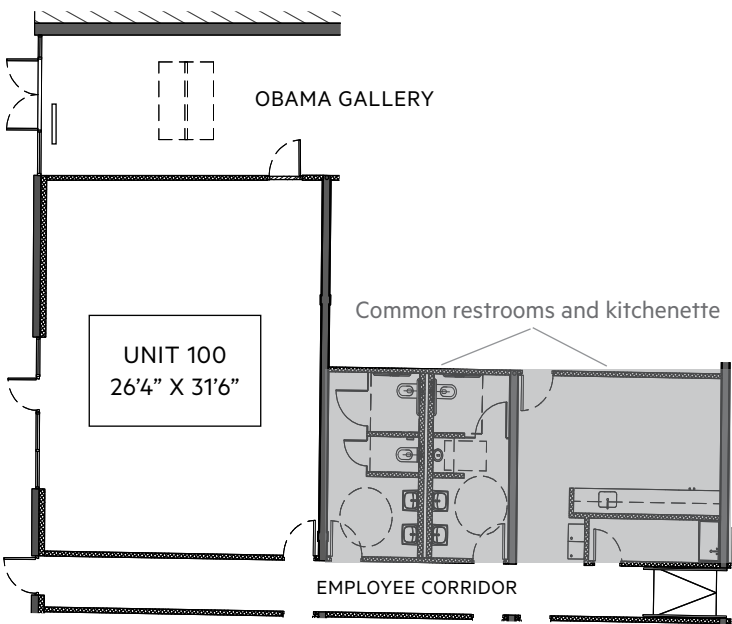 OBAMA GALLERY
Common restrooms and kitchenette
UNIT 100
26'4” X 31'6”
EMPLOYEE CORRIDOR